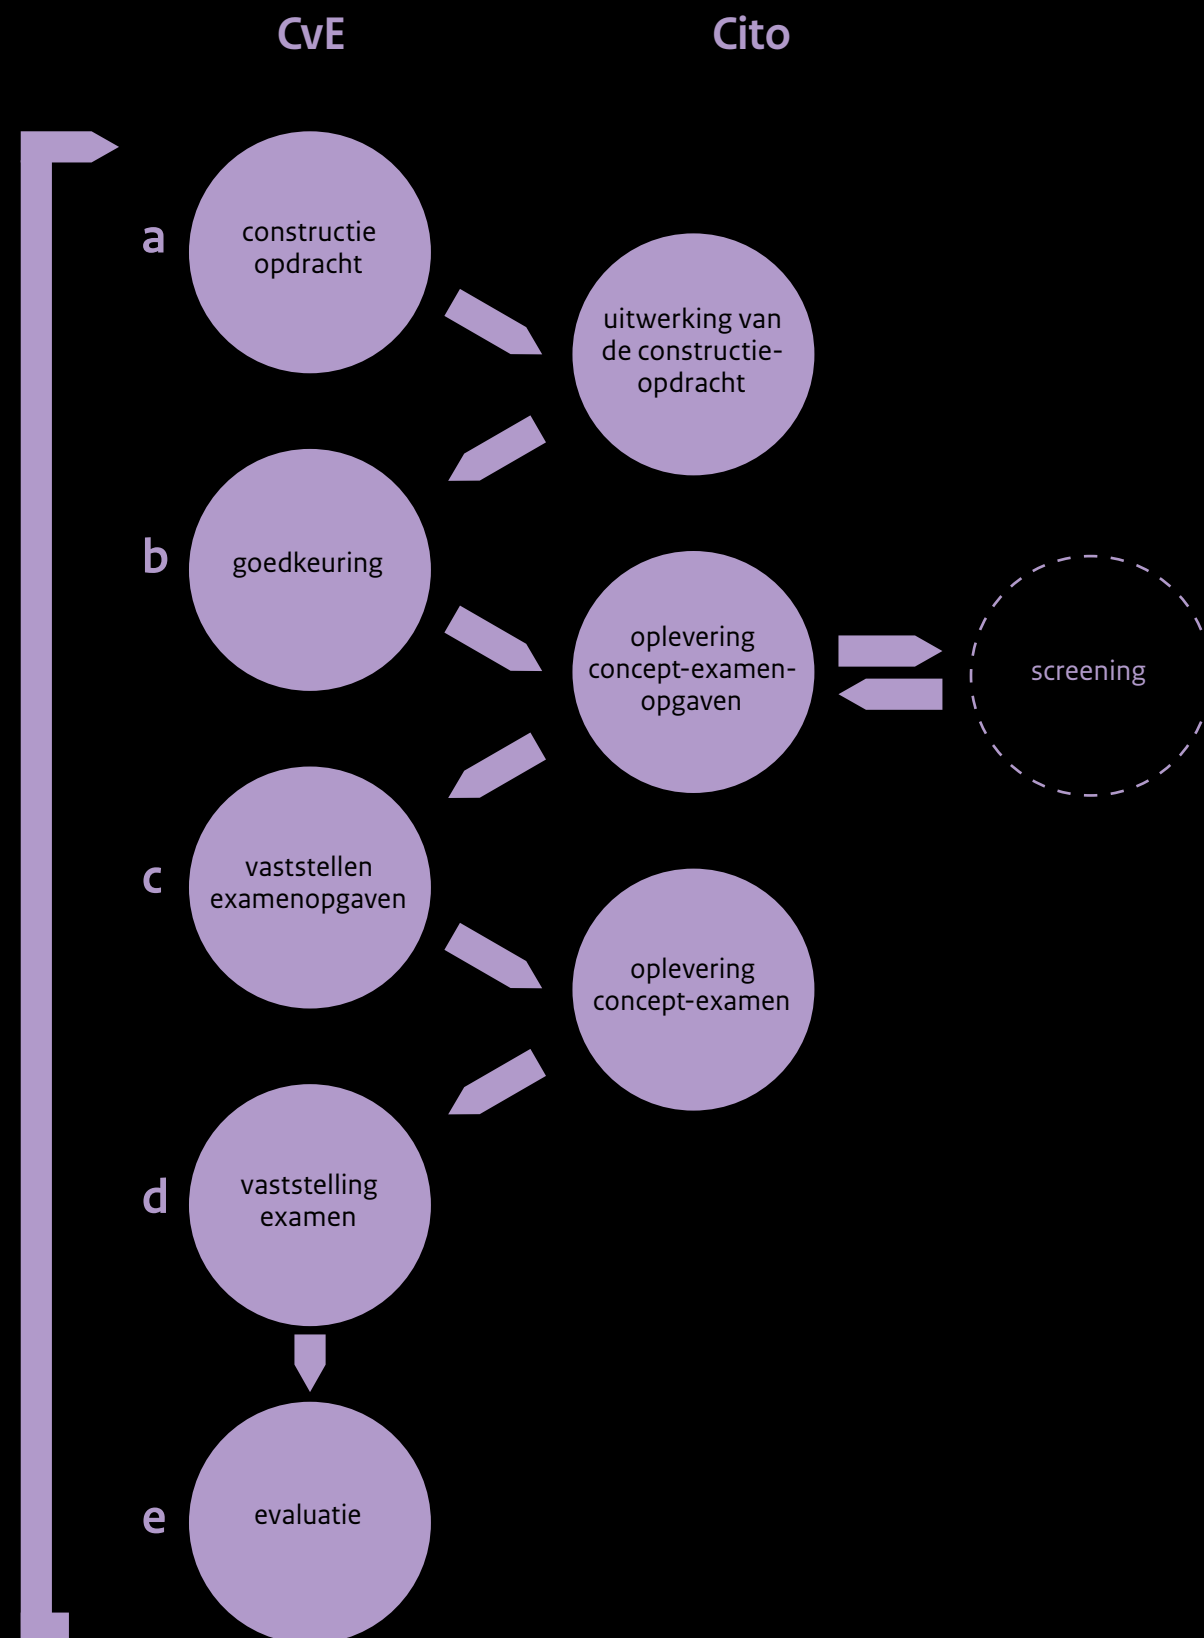 CvE
Cito
a
constructie
opdracht
uitwerking van
de constructie-
opdracht
b
goedkeuring
oplevering
concept-examen-
opgaven
screening
c
vaststellen
examenopgaven
oplevering
concept-examen
d
vaststelling
examen
e
evaluatie